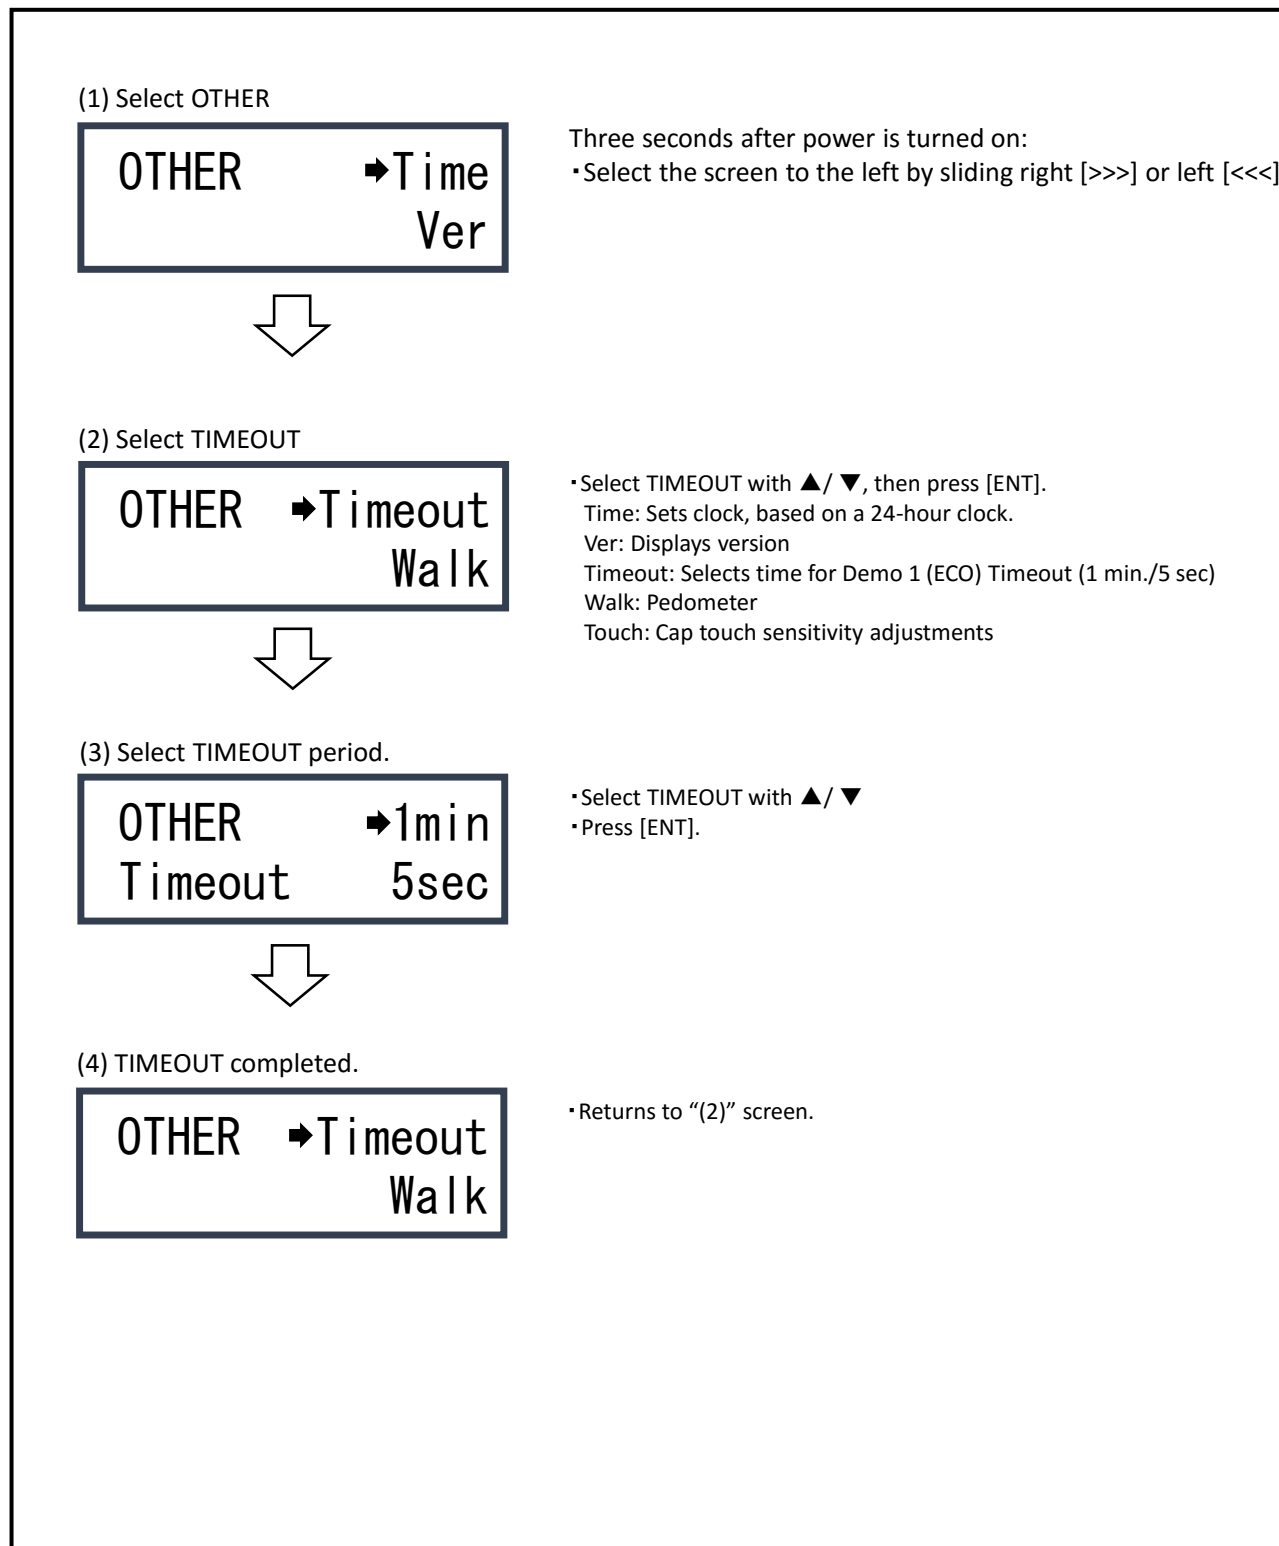 (1) Select OTHER
OTHER ➡Time
Ver
Three seconds after power is turned on:
・Select the screen to the left by sliding right [>>>] or left [<<<]
(2) Select TIMEOUT
OTHER ➡Timeout
Walk
・Select TIMEOUT with ▲/ ▼, then press [ENT].
Time: Sets clock, based on a 24-hour clock.
Ver: Displays version
Timeout: Selects time for Demo 1 (ECO) Timeout (1 min./5 sec)
Walk: Pedometer
Touch: Cap touch sensitivity adjustments
(3) Select TIMEOUT period.
OTHER ➡1min
Timeout 5sec
・Select TIMEOUT with ▲/ ▼
・Press [ENT].
(4) TIMEOUT completed.
OTHER ➡Timeout
Walk
・Returns to “(2)” screen.